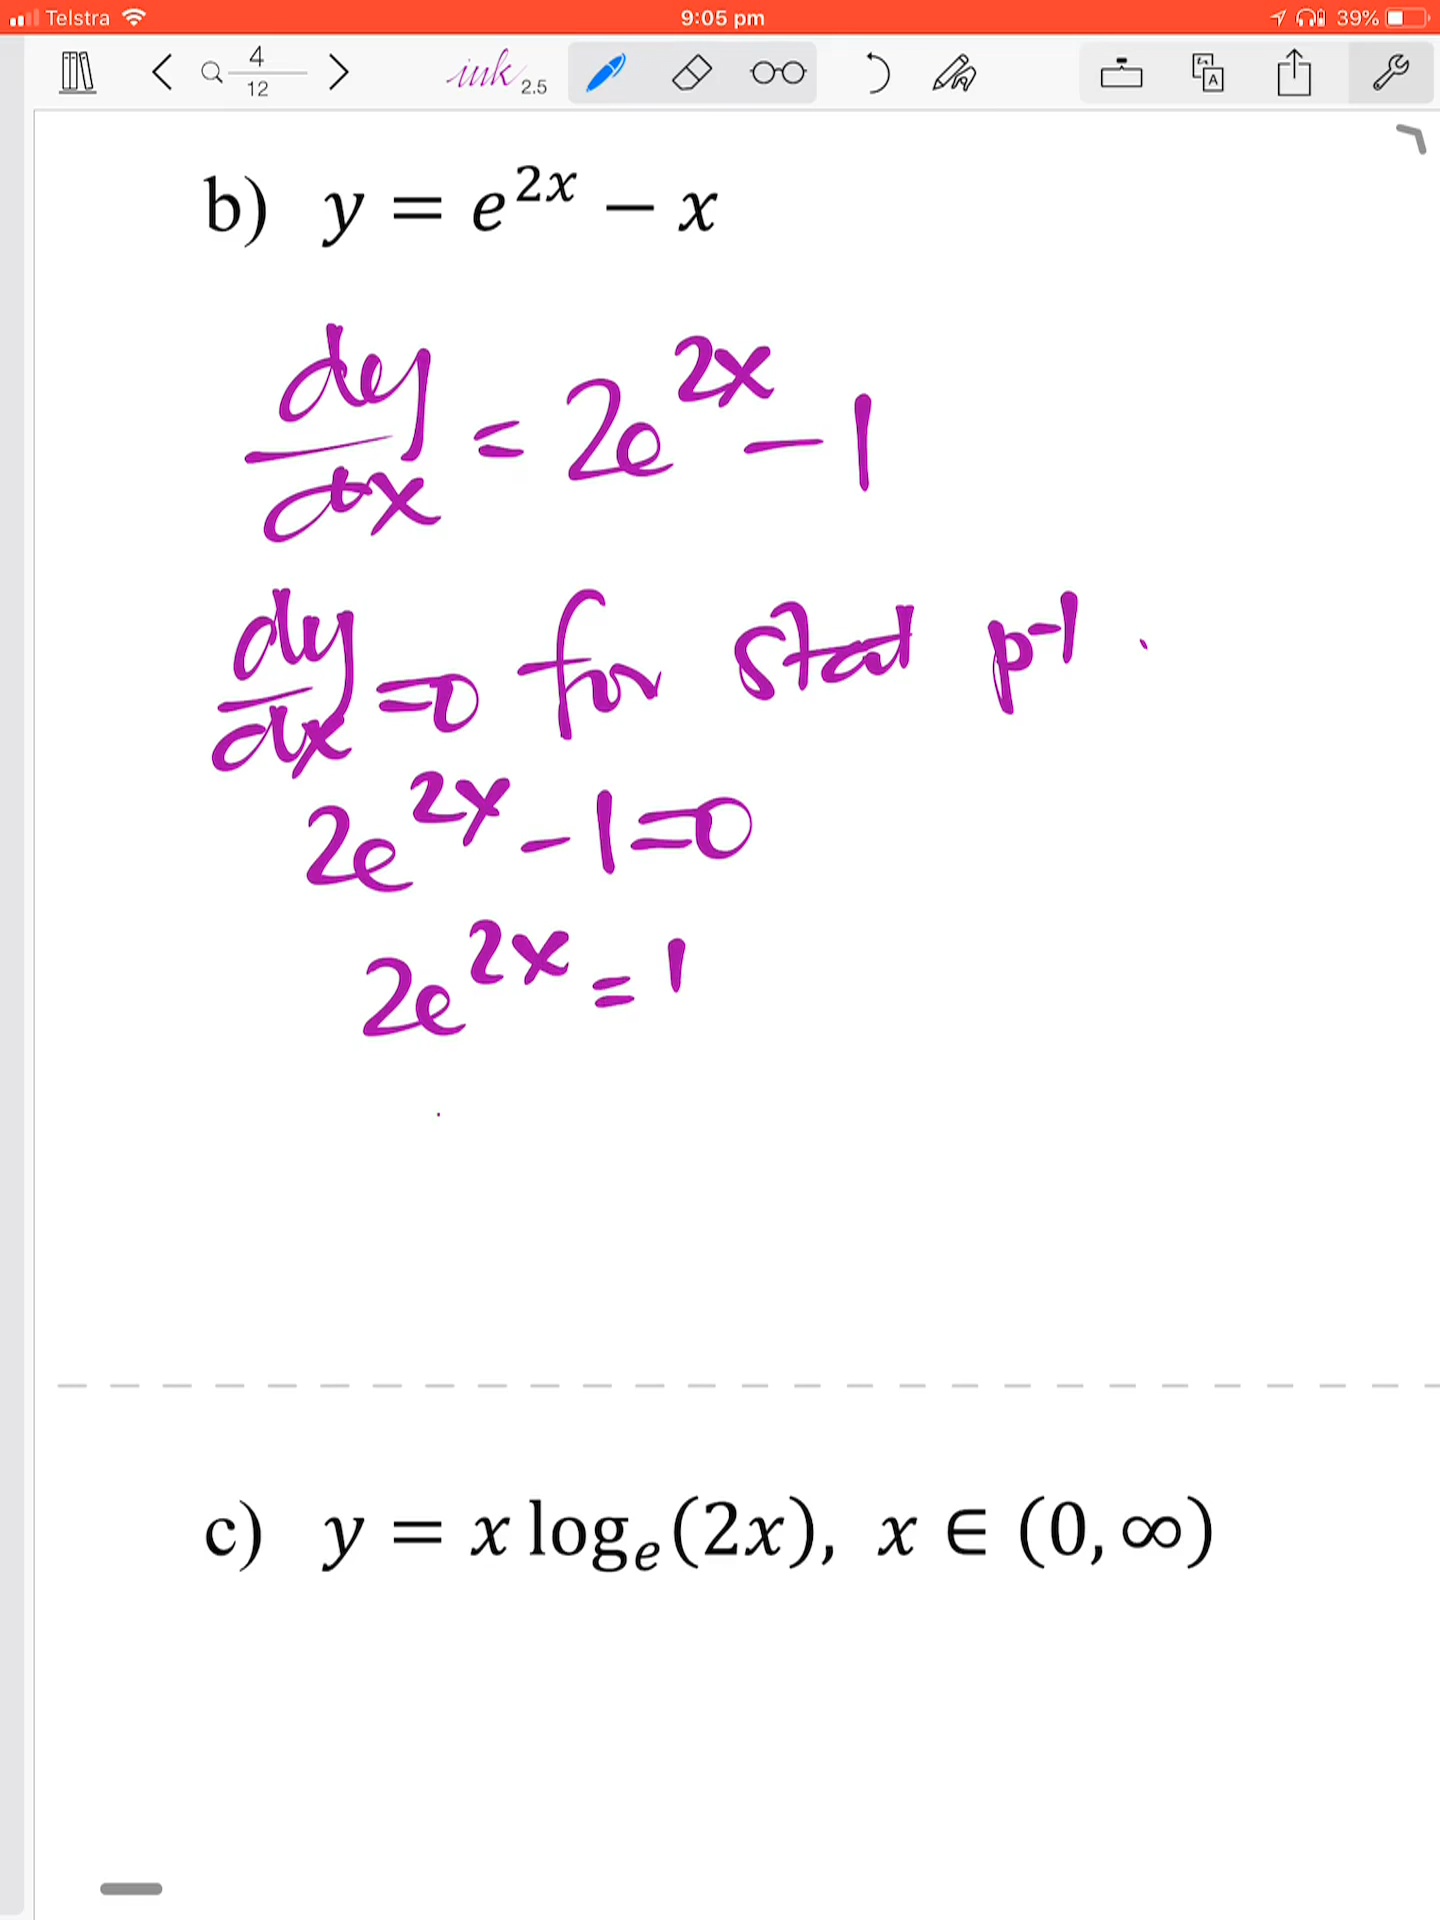 Telstra 9:05 pm 39%
4
12
ink 2.5
b) y = e^{2x} − x
dy/dx = 2e^{2x} − 1
dy/dx = 0 for stat pt.
2e^{2x} − 1 = 0
2e^{2x} = 1
c) y = x log_e(2x), x ∈ (0, ∞)